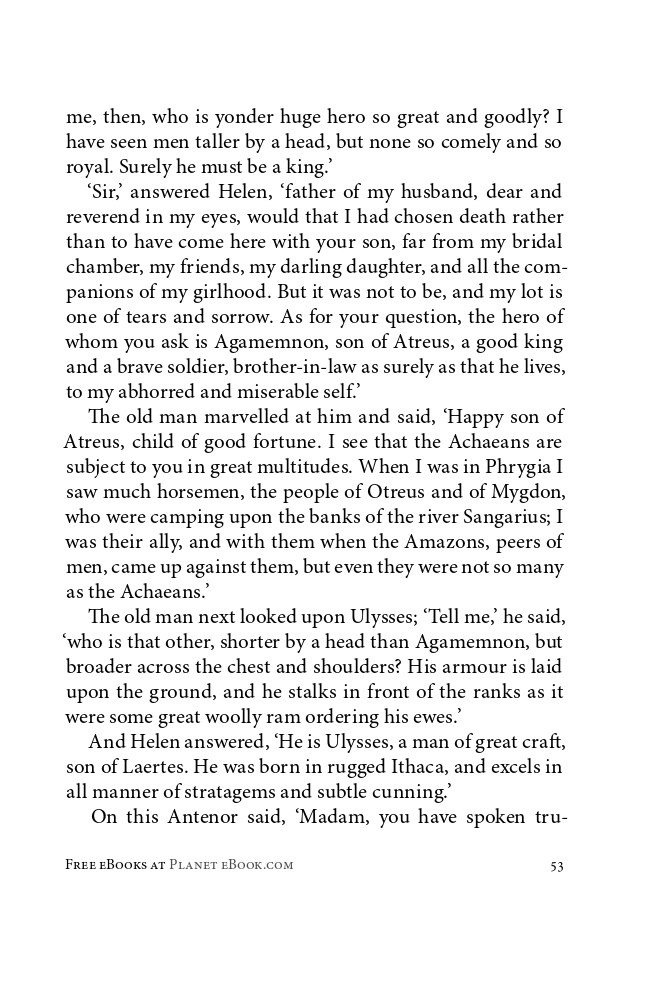 me, then, who is yonder huge hero so great and goodly? I
have seen men taller by a head, but none so comely and so
royal. Surely he must be a king.’
‘Sir,’ answered Helen, ‘father of my husband, dear and
reverend in my eyes, would that I had chosen death rather
than to have come here with your son, far from my bridal
chamber, my friends, my darling daughter, and all the com-
panions of my girlhood. But it was not to be, and my lot is
one of tears and sorrow. As for your question, the hero of
whom you ask is Agamemnon, son of Atreus, a good king
and a brave soldier, brother-in-law as surely as that he lives,
to my abhorred and miserable self.’
The old man marvelled at him and said, ‘Happy son of
Atreus, child of good fortune. I see that the Achaeans are
subject to you in great multitudes. When I was in Phrygia I
saw much horsemen, the people of Otreus and of Mygdon,
who were camping upon the banks of the river Sangarius; I
was their ally, and with them when the Amazons, peers of
men, came up against them, but even they were not so many
as the Achaeans.’
The old man next looked upon Ulysses; ‘Tell me,’ he said,
‘who is that other, shorter by a head than Agamemnon, but
broader across the chest and shoulders? His armour is laid
upon the ground, and he stalks in front of the ranks as it
were some great woolly ram ordering his ewes.’
And Helen answered, ‘He is Ulysses, a man of great craft,
son of Laertes. He was born in rugged Ithaca, and excels in
all manner of stratagems and subtle cunning.’
On this Antenor said, ‘Madam, you have spoken tru-
Free eBooks at Planet eBook.com 53